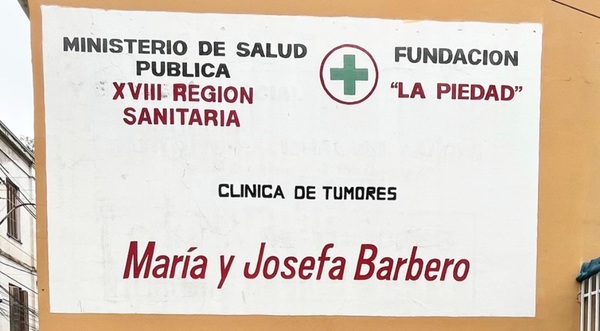 MINISTERIO DE SALUD
PUBLICA
XVIII REGION
SANITARIA
FUNDACION
"LA PIEDAD"
CLINICA DE TUMORES
María y Josefa Barbero